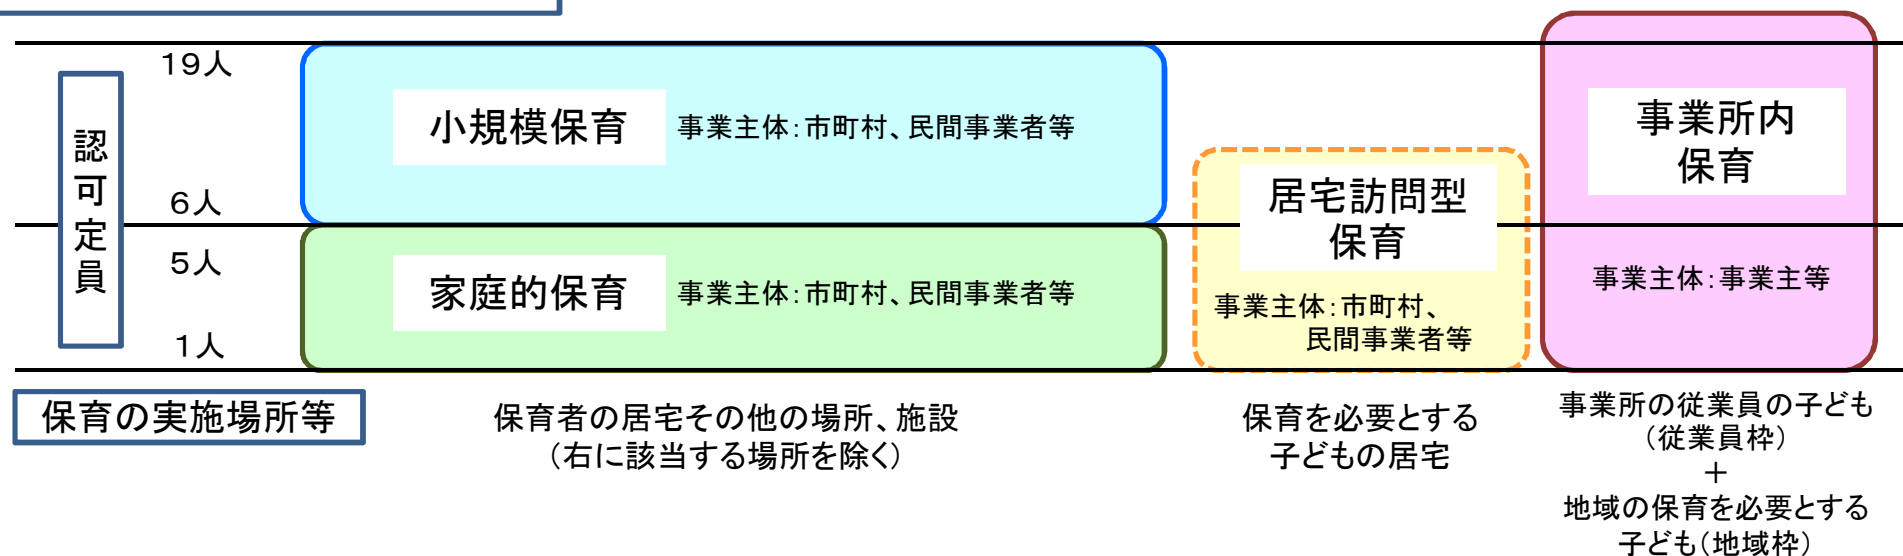 認可定員
19人
6人
5人
1人
小規模保育 事業主体：市町村、民間事業者等
家庭的保育 事業主体：市町村、民間事業者等
居宅訪問型
保育
事業主体：市町村、
民間事業者等
事業所内
保育
事業主体：事業主等
保育の実施場所等
保育者の居宅その他の場所、施設
（右に該当する場所を除く）
保育を必要とする
子どもの居宅
事業所の従業員の子ども
（従業員枠）
＋
地域の保育を必要とする
子ども（地域枠）